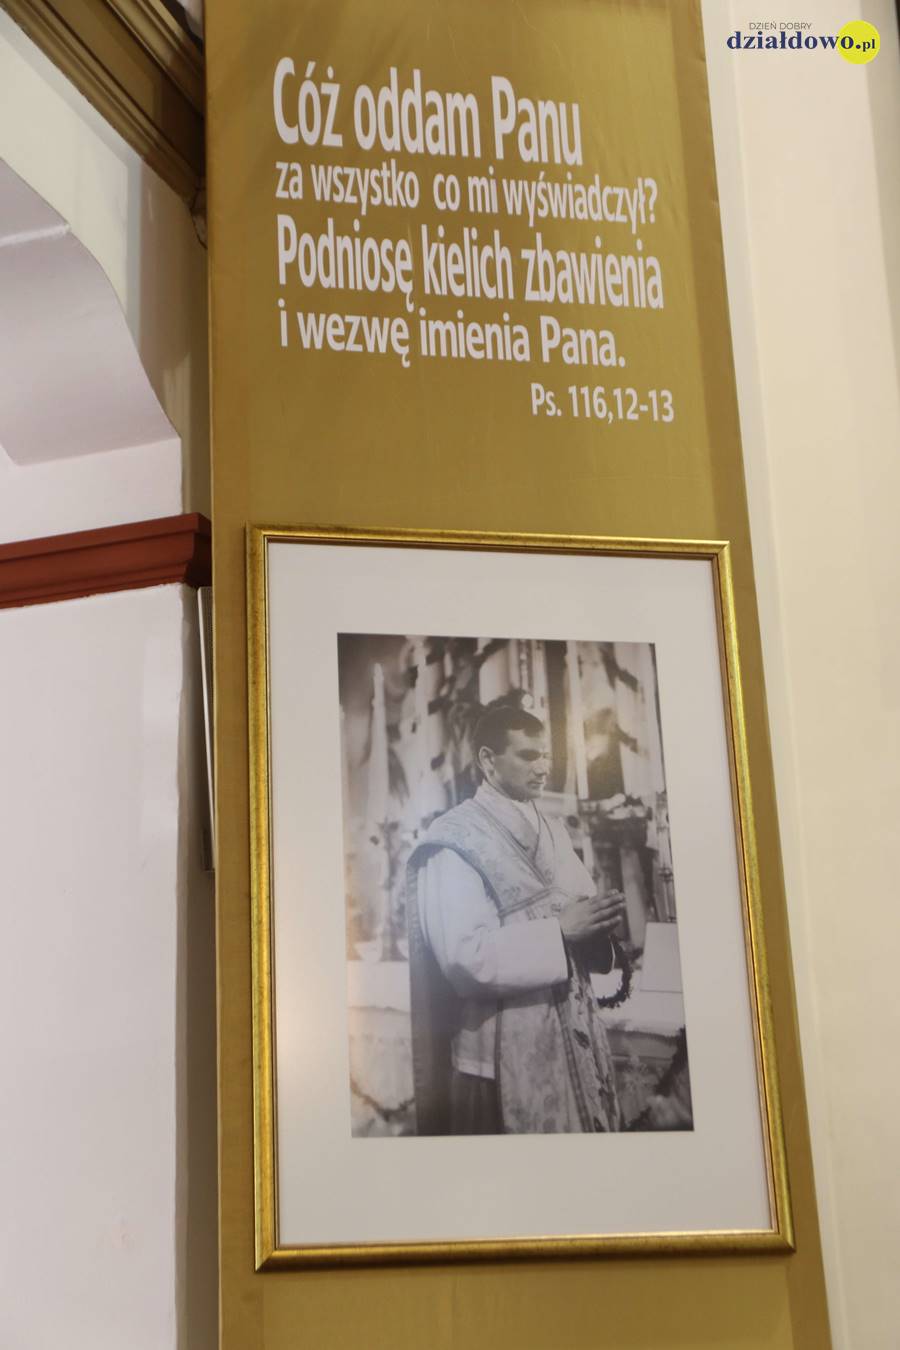 DZIEŃ DOBRY
działdowo.pl
Cóż oddam Panu
za wszystko co mi wyświadczył?
Podniosę kielich zbawienia
i wezwę imienia Pana.
Ps. 116,12-13